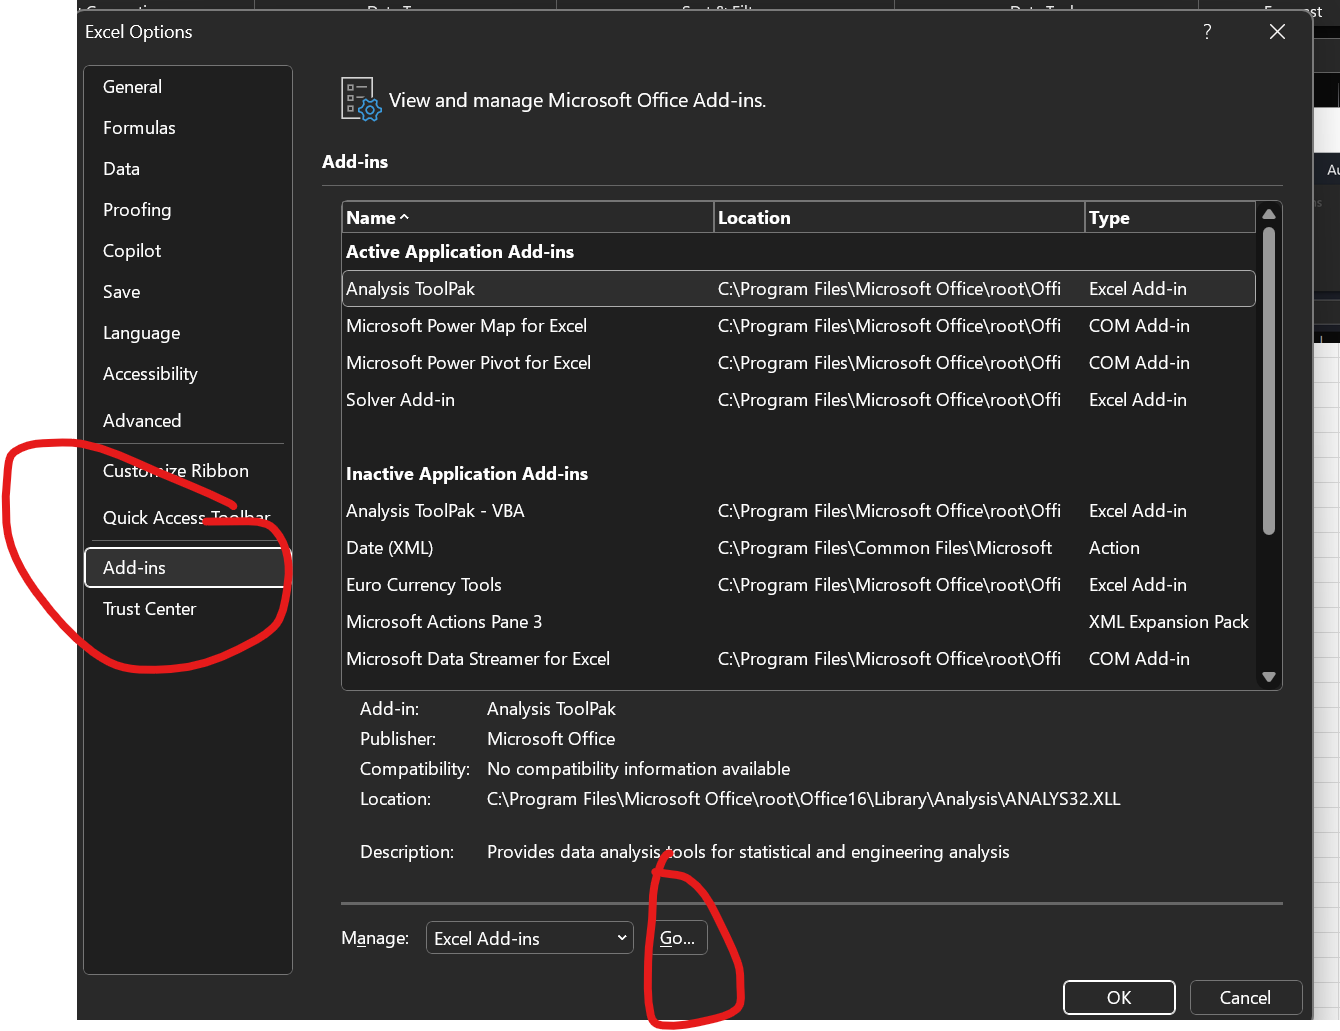 Excel Options
?
General
Formulas
Data
Proofing
Copilot
Save
Language
Accessibility
Advanced
Customize Ribbon
Quick Access Toolbar
Add-ins
Trust Center
View and manage Microsoft Office Add-ins.
Add-ins
Name Location Type
Active Application Add-ins
Analysis ToolPak C:\Program Files\Microsoft Office\root\Offi Excel Add-in
Microsoft Power Map for Excel C:\Program Files\Microsoft Office\root\Offi COM Add-in
Microsoft Power Pivot for Excel C:\Program Files\Microsoft Office\root\Offi COM Add-in
Solver Add-in C:\Program Files\Microsoft Office\root\Offi Excel Add-in
Inactive Application Add-ins
Analysis ToolPak - VBA C:\Program Files\Microsoft Office\root\Offi Excel Add-in
Date (XML) C:\Program Files\Common Files\Microsoft Action
Euro Currency Tools C:\Program Files\Microsoft Office\root\Offi Excel Add-in
Microsoft Actions Pane 3 XML Expansion Pack
Microsoft Data Streamer for Excel C:\Program Files\Microsoft Office\root\Offi COM Add-in
Add-in: Analysis ToolPak
Publisher: Microsoft Office
Compatibility: No compatibility information available
Location: C:\Program Files\Microsoft Office\root\Office16\Library\Analysis\ANALYS32.XLL
Description: Provides data analysis tools for statistical and engineering analysis
Manage: Excel Add-ins Go...
OK Cancel